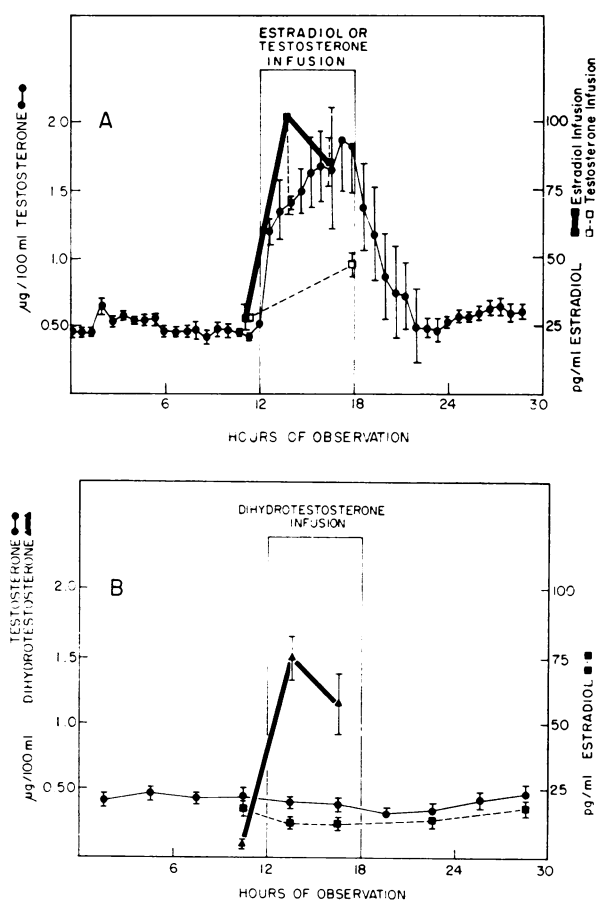 ESTRADIOL OR
TESTOSTERONE
INFUSION
A
µg/100 ml TESTOSTERONE
2.0
1.5
1.0
0.50
100
75
50
25
pg/ml ESTRADIOL
Estradiol Infusion
Testosterone Infusion
6
12
18
24
30
HOURS OF OBSERVATION
DIHYDROTESTOSTERONE
INFUSION
B
TESTOSTERONE
DIHYDROTESTOSTERONE
µg/100 ml
2.0
1.5
1.0
0.50
100
75
50
25
pg/ml ESTRADIOL
6
12
18
24
30
HOURS OF OBSERVATION